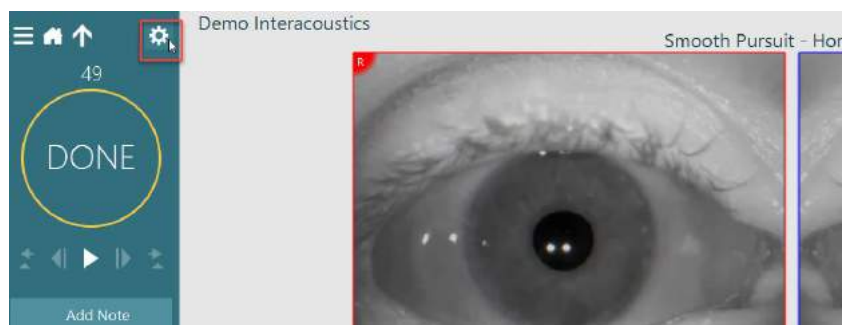 Demo Interacoustics
Smooth Pursuit - Hor
R
49
DONE
Add Note